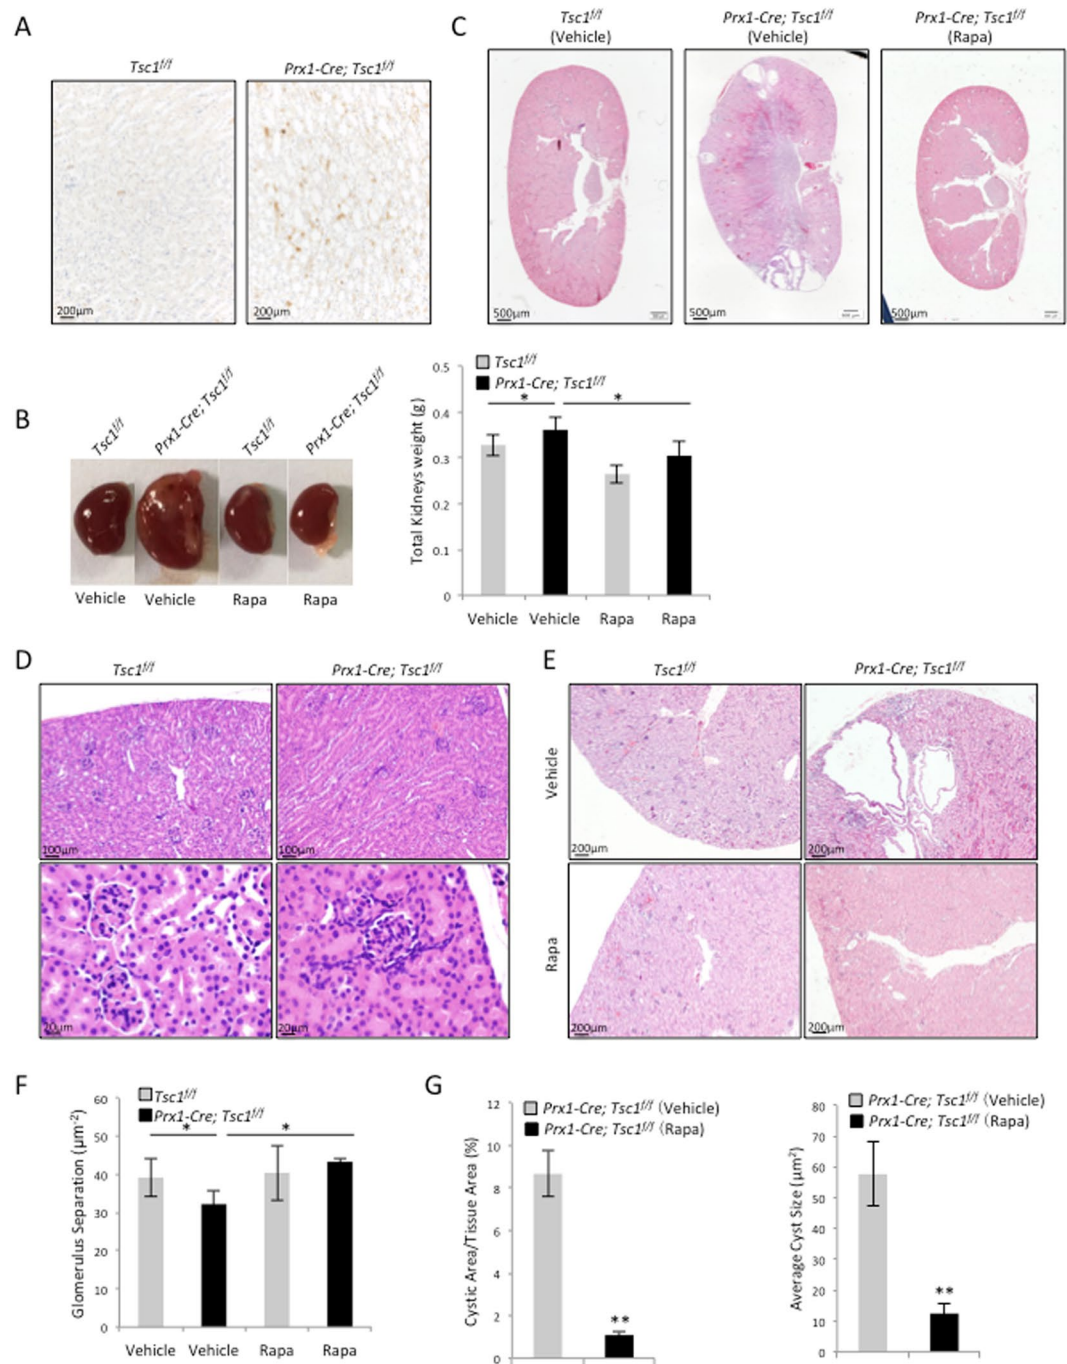 A
Tsc1f/f
Prx1-Cre; Tsc1f/f
200µm
200µm
C
Tsc1f/f
(Vehicle)
Prx1-Cre; Tsc1f/f
(Vehicle)
Prx1-Cre; Tsc1f/f
(Rapa)
500µm
500µm
500µm
B
Tsc1f/f
Prx1-Cre; Tsc1f/f
Tsc1f/f
Prx1-Cre; Tsc1f/f
Vehicle
Vehicle
Rapa
Rapa
Total Kidneys weight (g)
0.5
0.4
0.3
0.2
0.1
0
Tsc1f/f
Prx1-Cre; Tsc1f/f
*
*
Vehicle
Vehicle
Rapa
Rapa
D
Tsc1f/f
Prx1-Cre; Tsc1f/f
100µm
100µm
20µm
20µm
E
Tsc1f/f
Prx1-Cre; Tsc1f/f
Vehicle
200µm
200µm
Rapa
200µm
200µm
F
Glomerulus Separation (µm-2)
60
50
40
30
20
10
0
Tsc1f/f
Prx1-Cre; Tsc1f/f
*
*
Vehicle
Vehicle
Rapa
Rapa
G
Cystic Area/Tissue Area (%)
12
10
8
6
4
2
0
Prx1-Cre; Tsc1f/f (Vehicle)
Prx1-Cre; Tsc1f/f (Rapa)
**
Average Cyst Size (µm2)
80
70
60
50
40
30
20
10
0
Prx1-Cre; Tsc1f/f (Vehicle)
Prx1-Cre; Tsc1f/f (Rapa)
**